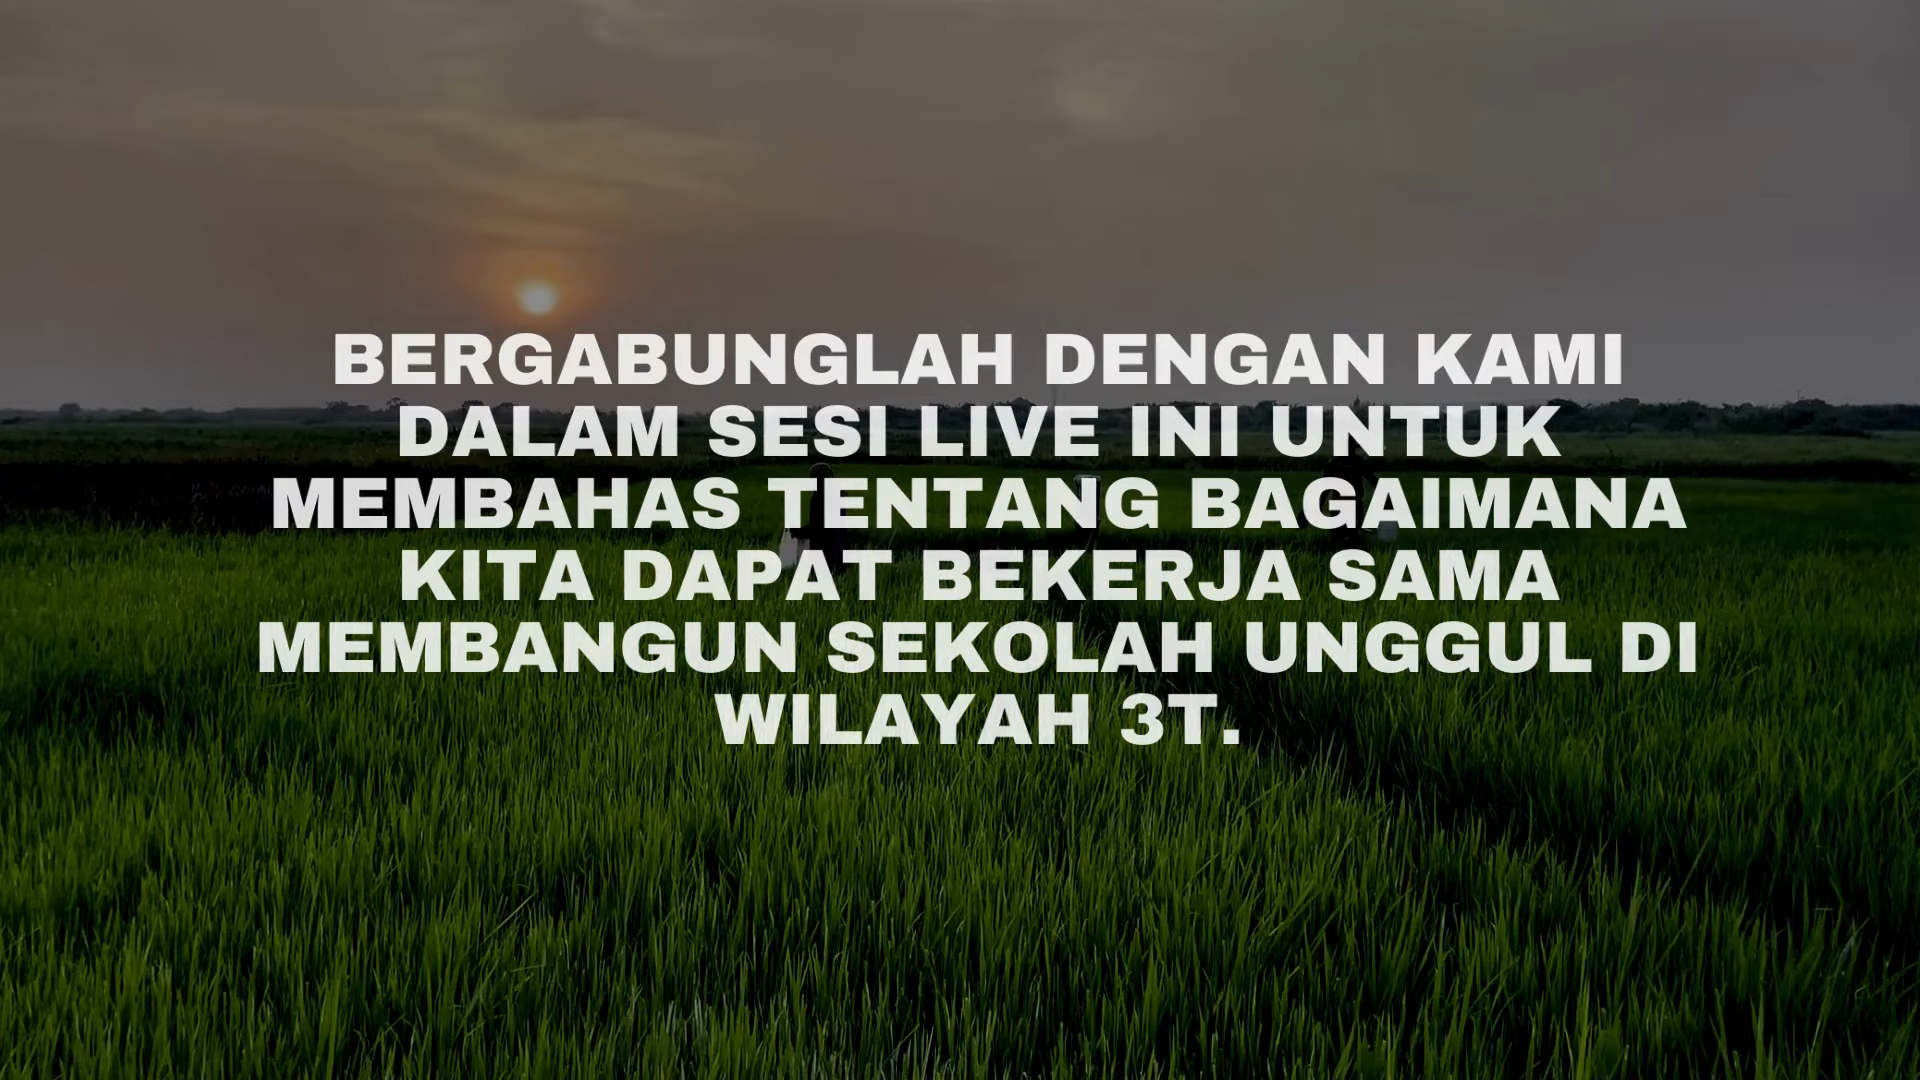 BERGABUNGLAH DENGAN KAMI
DALAM SESI LIVE INI UNTUK
MEMBAHAS TENTANG BAGAIMANA
KITA DAPAT BEKERJA SAMA
MEMBANGUN SEKOLAH UNGGUL DI
WILAYAH 3T.